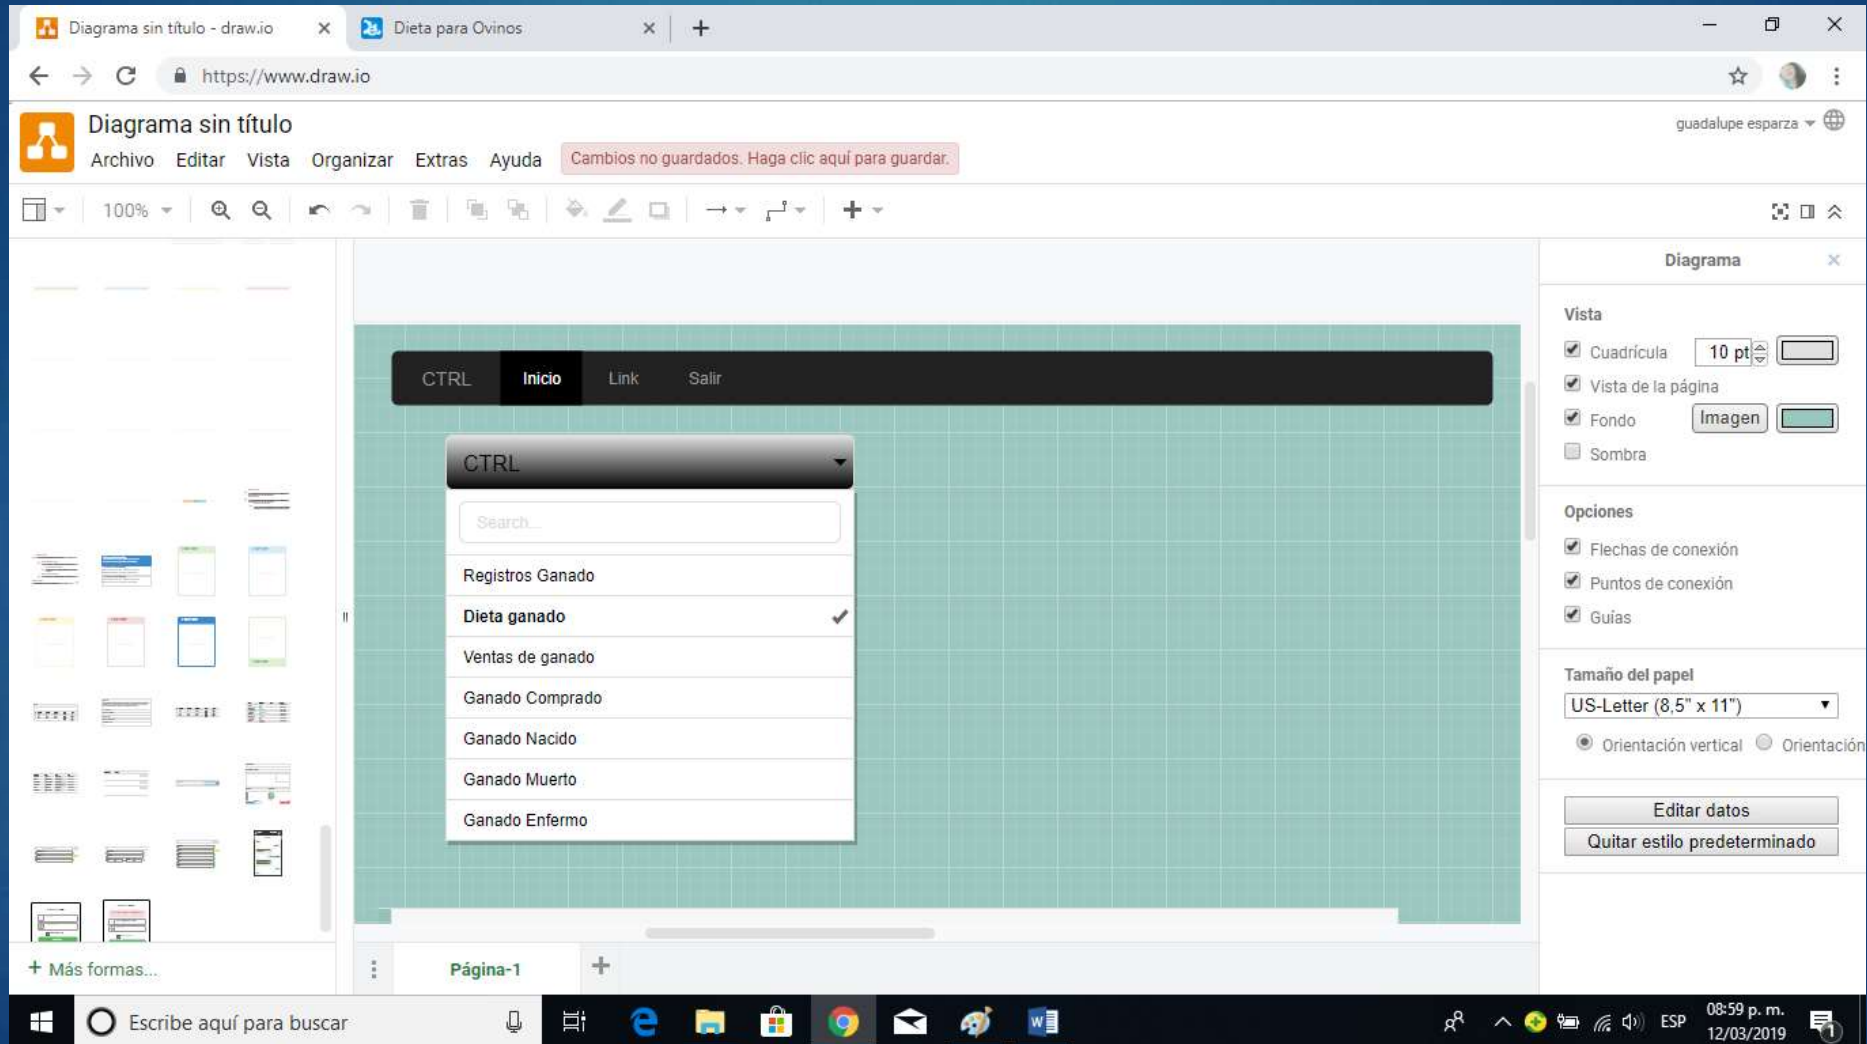 Diagrama sin título - draw.io
Dieta para Ovinos
https://www.draw.io
Diagrama sin título
guadalupe esparza
Archivo Editar Vista Organizar Extras Ayuda
Cambios no guardados. Haga clic aquí para guardar.
100%
Diagrama
Vista
Cuadrícula 10 pt
Vista de la página
Fondo Imagen
Sombra
Opciones
Flechas de conexión
Puntos de conexión
Guías
Tamaño del papel
US-Letter (8,5" x 11")
Orientación vertical Orientación
Editar datos
Quitar estilo predeterminado
CTRL Inicio Link Salir
CTRL
Search...
Registros Ganado
Dieta ganado
Ventas de ganado
Ganado Comprado
Ganado Nacido
Ganado Muerto
Ganado Enfermo
+ Más formas...
Página-1
Escribe aquí para buscar
ESP
08:59 p. m.
12/03/2019
1